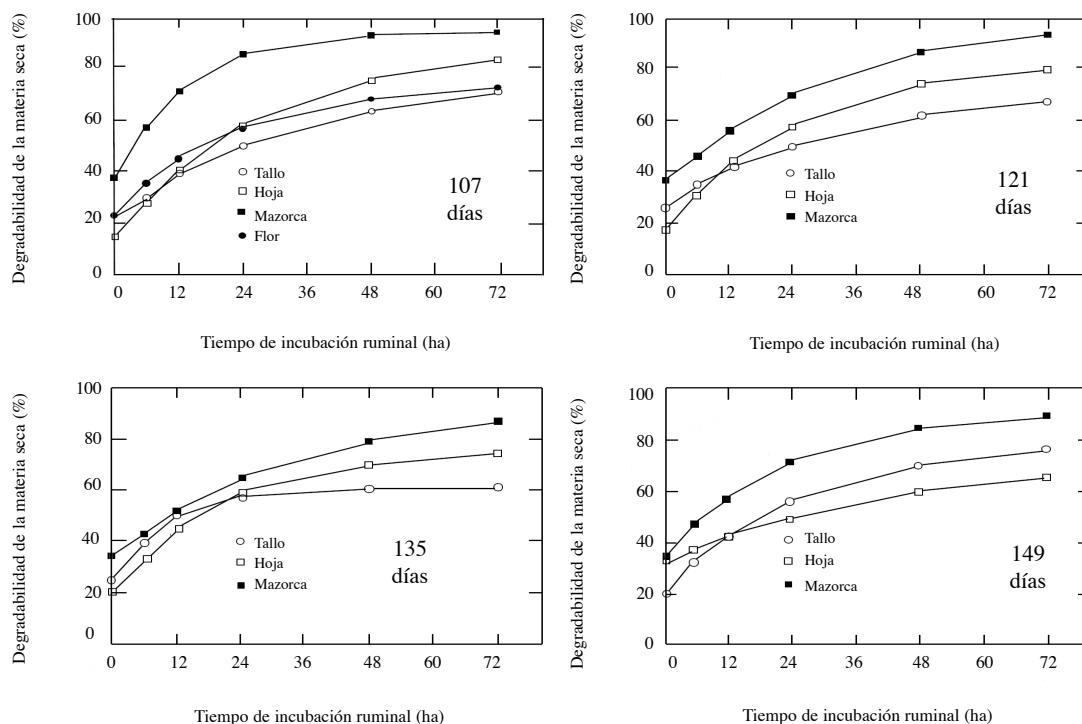 Degradabilidad de la materia seca (%)
100
80
60
40
20
0
Tallo
Hoja
Mazorca
Flor
107
días
0 12 24 36 48 60 72
Tiempo de incubación ruminal (ha)
Degradabilidad de la materia seca (%)
100
80
60
40
20
0
Tallo
Hoja
Mazorca
121
días
0 12 24 36 48 60 72
Tiempo de incubación ruminal (ha)
Degradabilidad de la materia seca (%)
100
80
60
40
20
0
Tallo
Hoja
Mazorca
135
días
0 12 24 36 48 60 72
Tiempo de incubación ruminal (ha)
Degradabilidad de la materia seca (%)
100
80
60
40
20
0
Tallo
Hoja
Mazorca
149
días
0 12 24 36 48 60 72
Tiempo de incubación ruminal (ha)